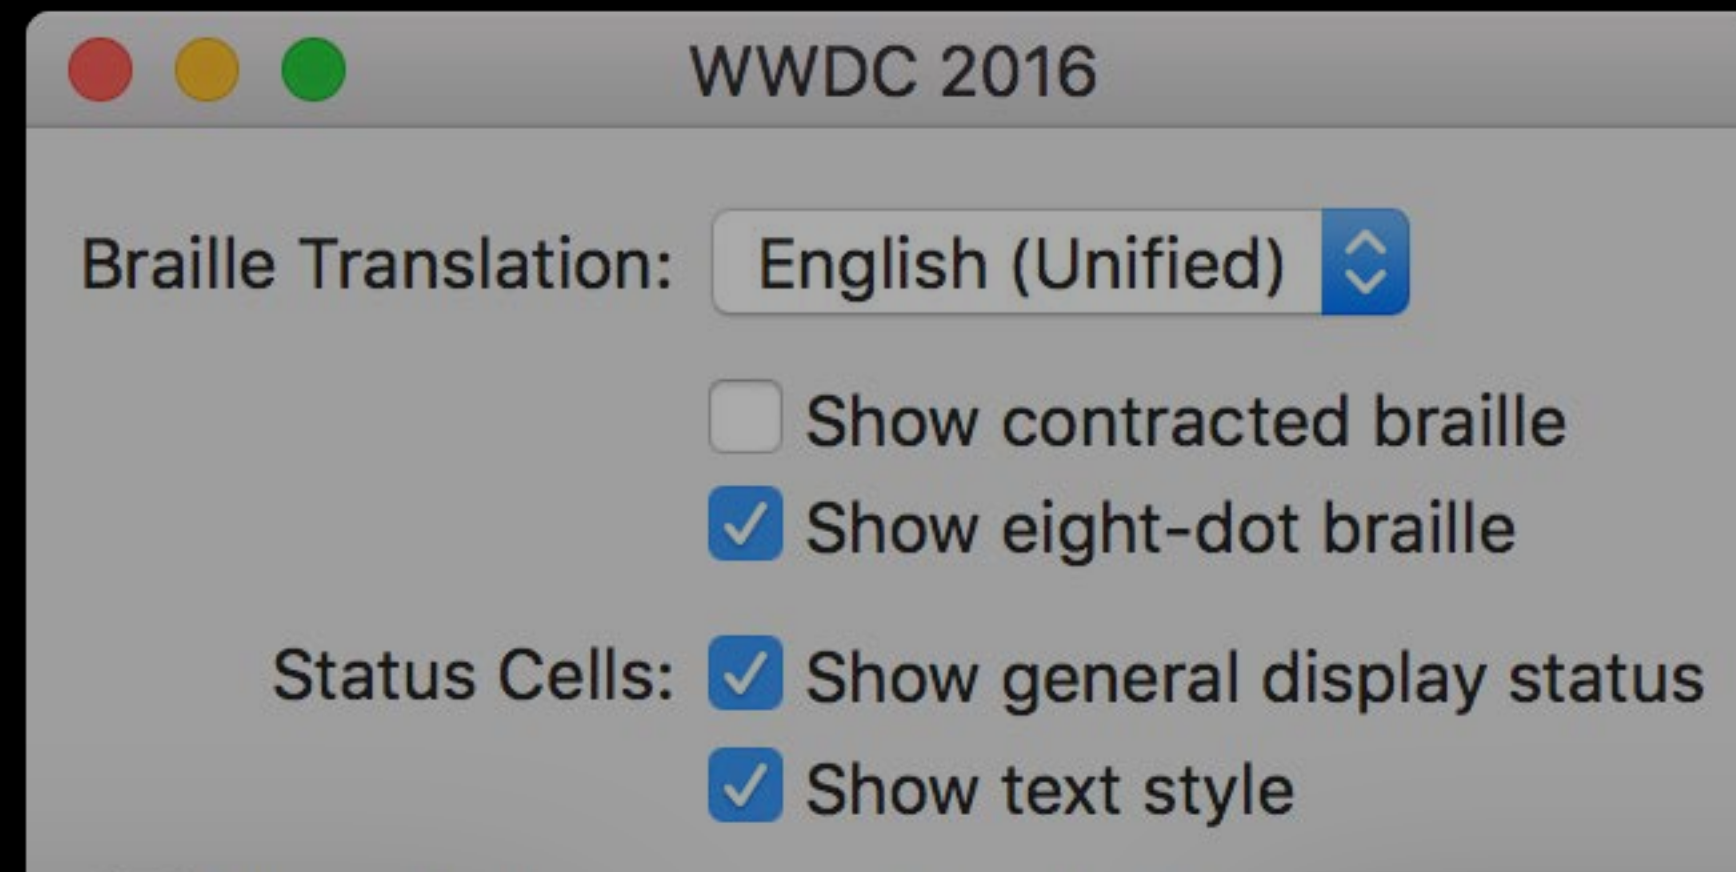 WWDC 2016
Braille Translation: English (Unified)
Show contracted braille
Show eight-dot braille
Status Cells: Show general display status
Show text style